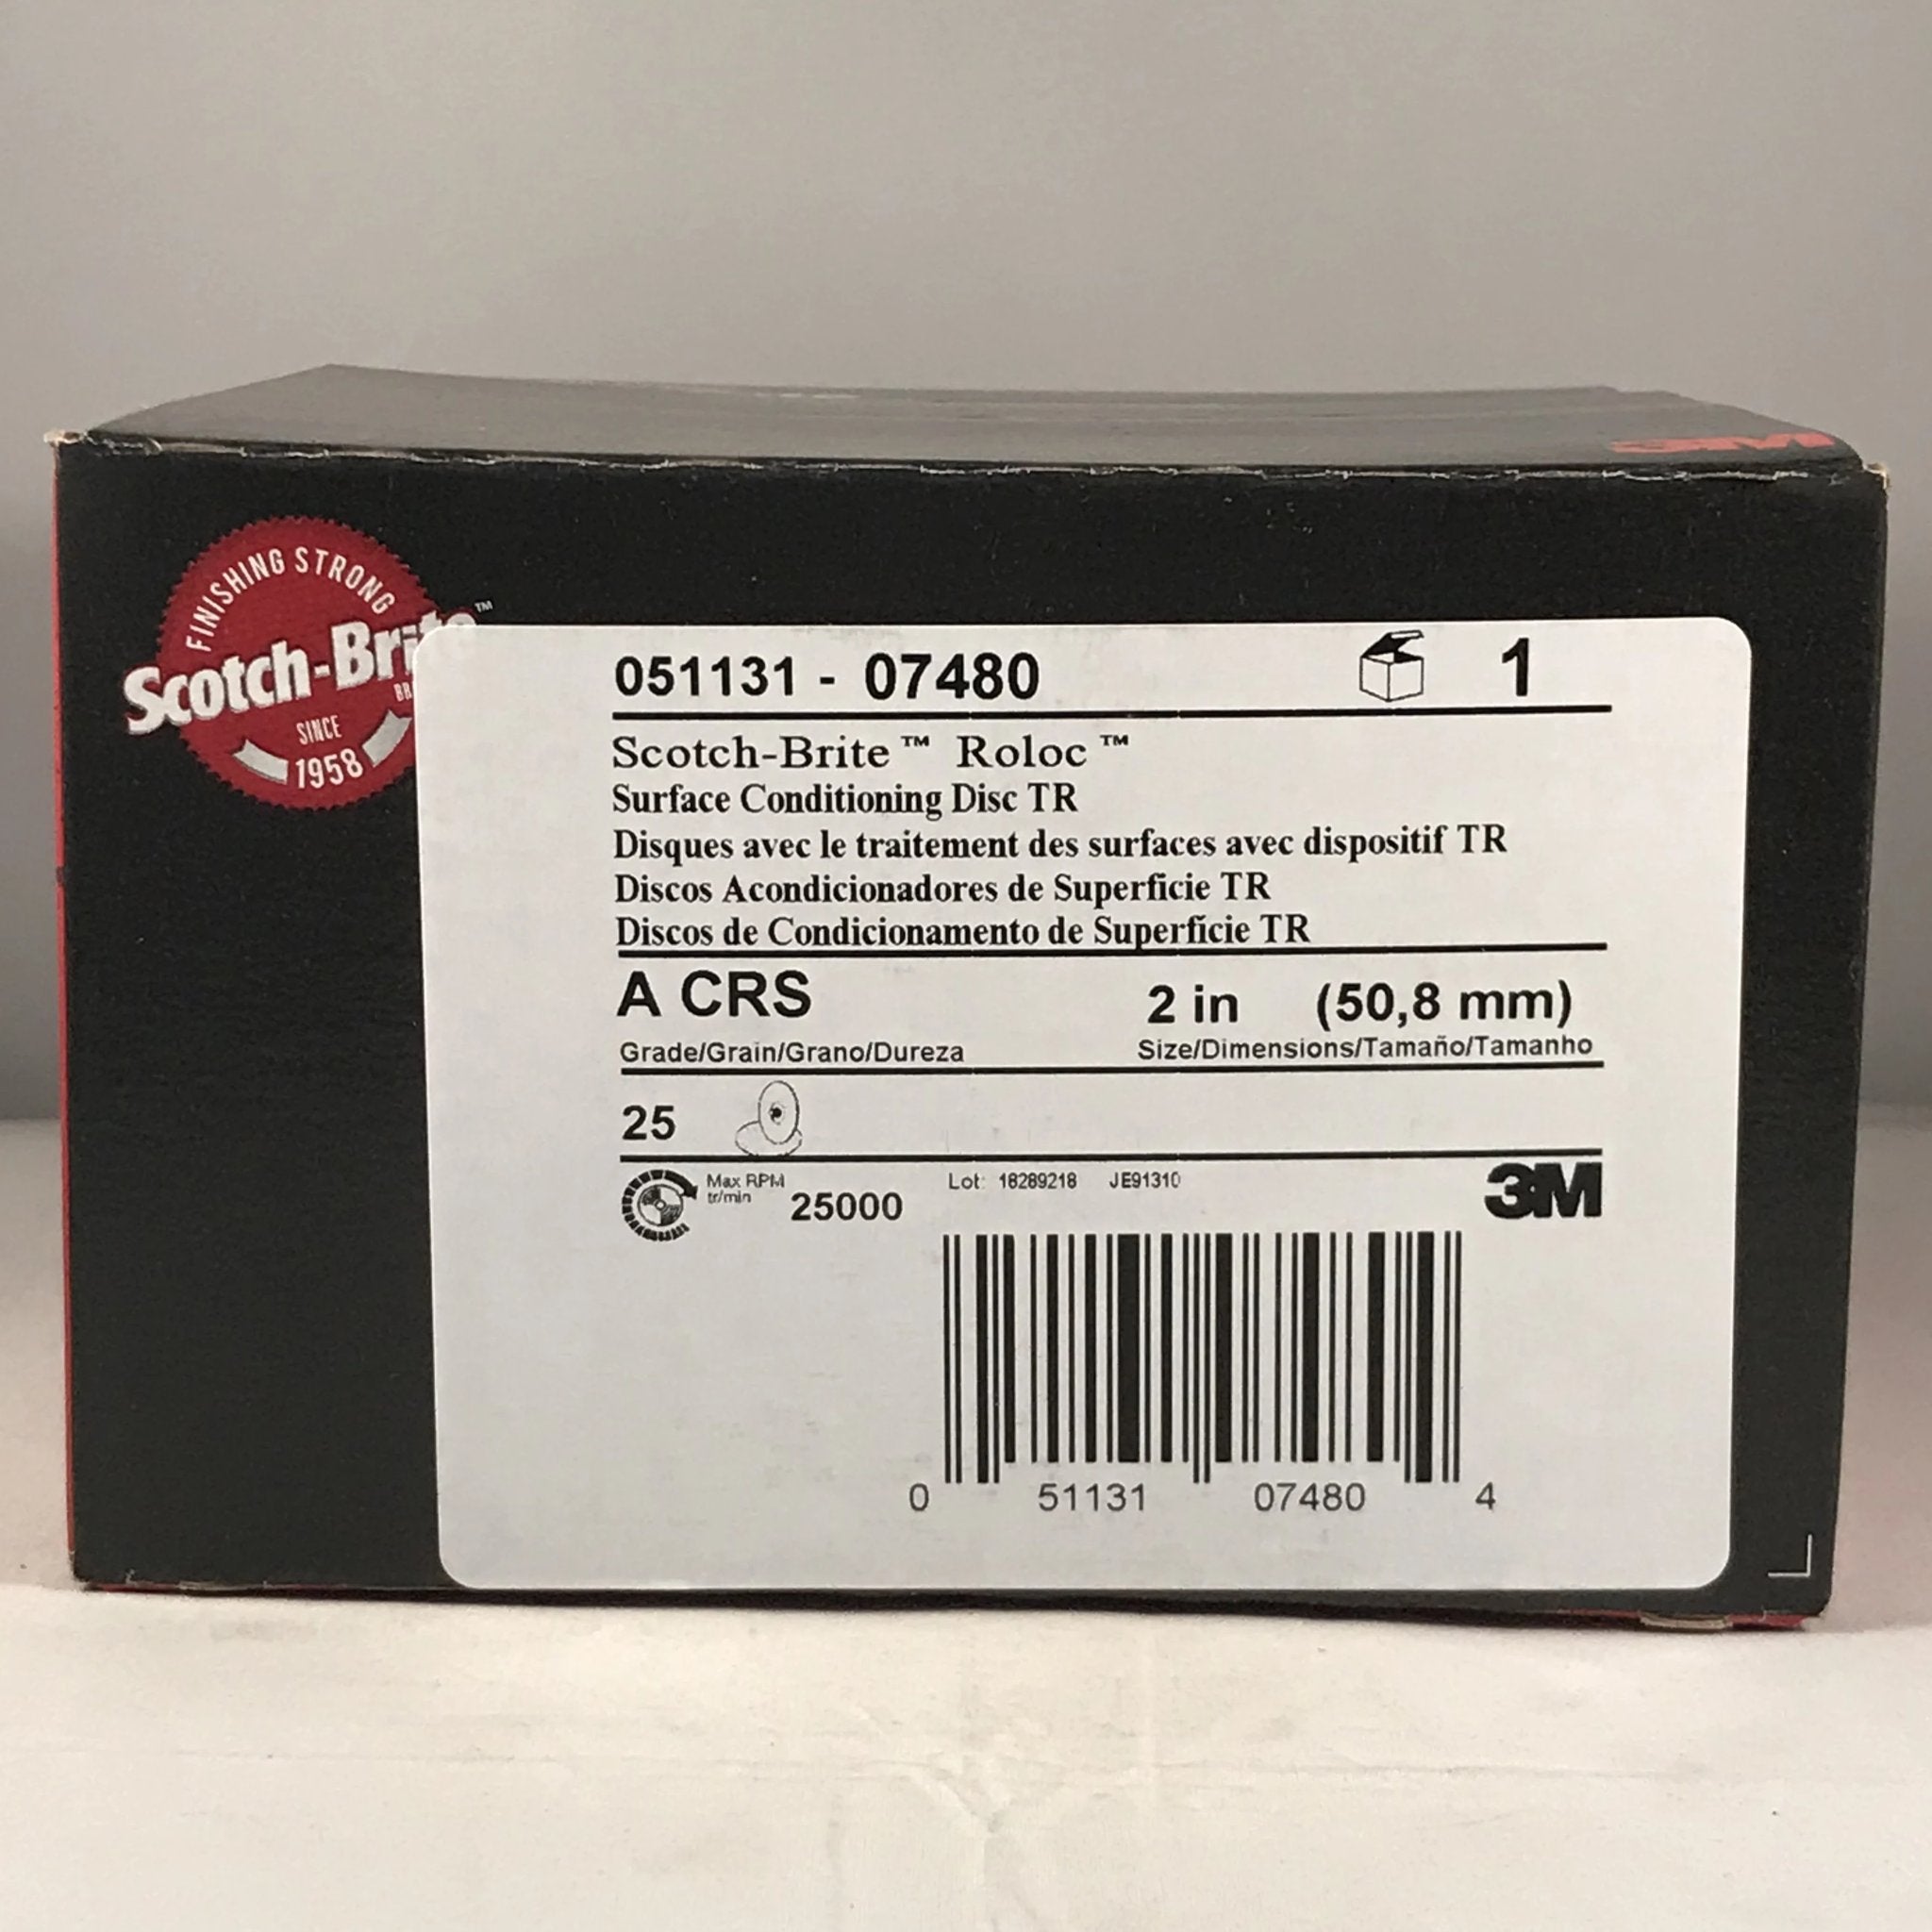 FINISHING STRONG
Scotch-Brite™
SINCE
1958
3M
051131 - 07480 1
Scotch-Brite™ Roloc™
Surface Conditioning Disc TR
Disques avec le traitement des surfaces avec dispositif TR
Discos Acondicionadores de Superficie TR
Discos de Condicionamento de Superfície TR
A CRS 2 in (50,8 mm)
Grade/Grain/Grano/Dureza Size/Dimensions/Tamaño/Tamanho
25
Max RPM
tr/min 25000
Lot: 18289218 JE91310
3M
0 51131 07480 4